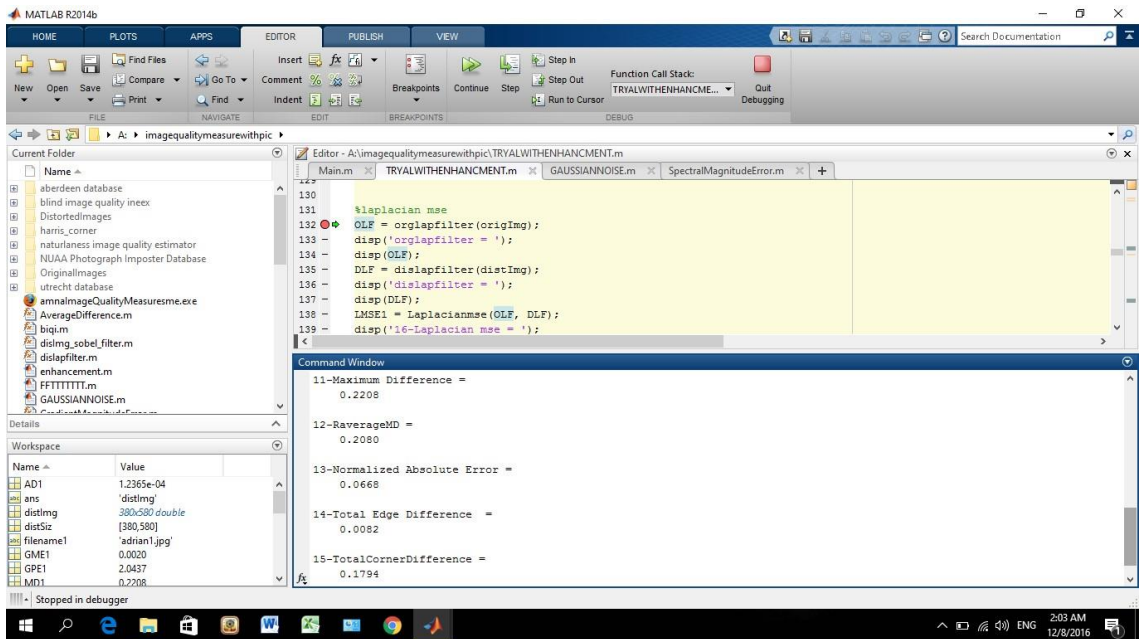 MATLAB R2014b
HOME PLOTS APPS EDITOR PUBLISH VIEW
Search Documentation
New Open Save
Find Files
Compare
Print
FILE
Go To
Find
NAVIGATE
Insert fx
Comment %
Indent
EDIT
Breakpoints
BREAKPOINTS
Continue Step
Step In
Step Out
Run to Cursor
Function Call Stack:
TRYALWITHENHANCME...
Quit Debugging
DEBUG
A: imagequalitymeasurewithpic
Current Folder
Name
aberdeen database
blind image quality ineex
DistortedImages
harris_corner
naturlaness image quality estimator
NUAA Photograph Imposter Database
OriginalImages
utrecht database
amnaImageQualityMeasuresme.exe
AverageDifference.m
biqi.m
disImg_sobel_filter.m
dislapfilter.m
enhancement.m
FFTTTTTTT.m
GAUSSIANNOISE.m
GradientMagnitudeError.m
Details
Workspace
Name Value
AD1 1.2365e-04
abc ans 'distImg'
distImg 380x580 double
distSiz [380,580]
abc filename1 'adrian1.jpg'
GME1 0.0020
GPE1 2.0437
MD1 0.2208
Editor - A:\imagequalitymeasurewithpic\TRYALWITHENHANCMENT.m
Main.m TRYALWITHENHANCMENT.m GAUSSIANNOISE.m SpectralMagnitudeError.m +
129
130
131 %laplacian mse
132 OLF = orglapfilter(origImg);
133 - disp('orglapfilter = ');
134 - disp(OLF);
135 - DLF = dislapfilter(distImg);
136 - disp('dislapfilter = ');
137 - disp(DLF);
138 - LMSE1 = Laplacianmse(OLF, DLF);
139 - disp('16-Laplacian mse = ');
Command Window
11-Maximum Difference =
0.2208
12-RaverageMD =
0.2080
13-Normalized Absolute Error =
0.0668
14-Total Edge Difference =
0.0082
15-TotalCornerDifference =
0.1794
fx
Stopped in debugger
ENG
2:03 AM
12/8/2016